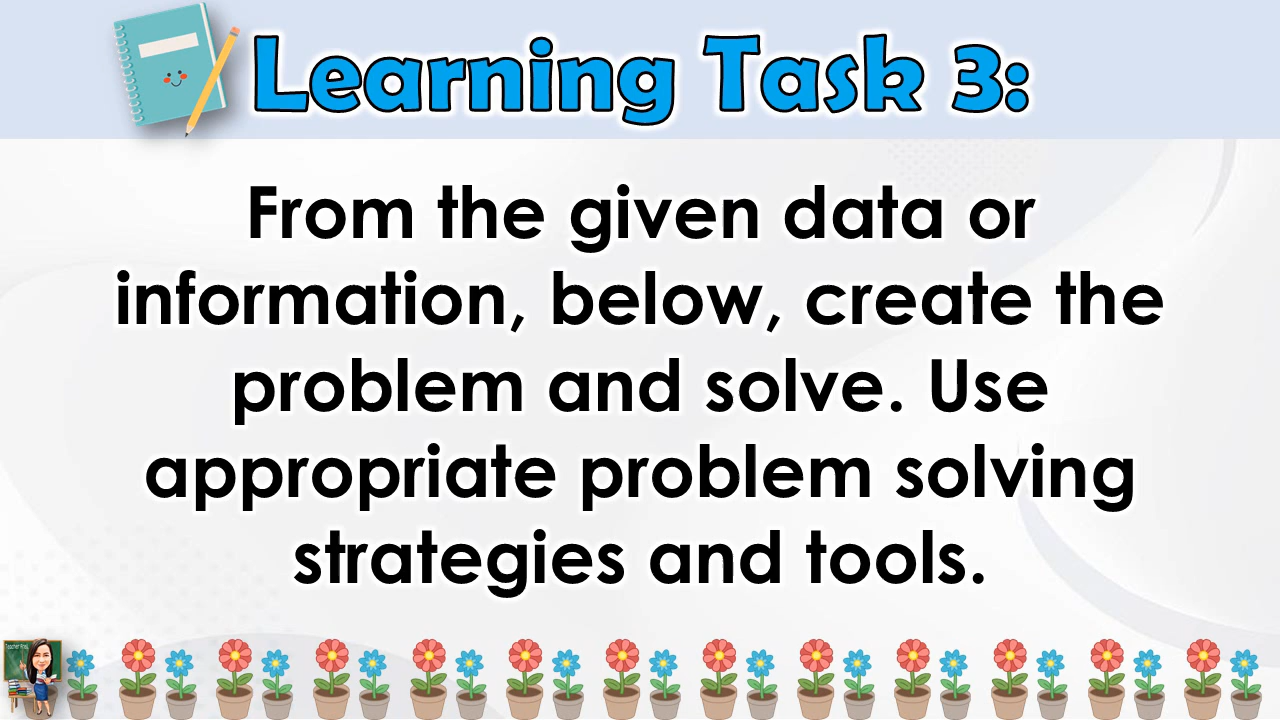 Learning Task 3:
From the given data or
information, below, create the
problem and solve. Use
appropriate problem solving
strategies and tools.